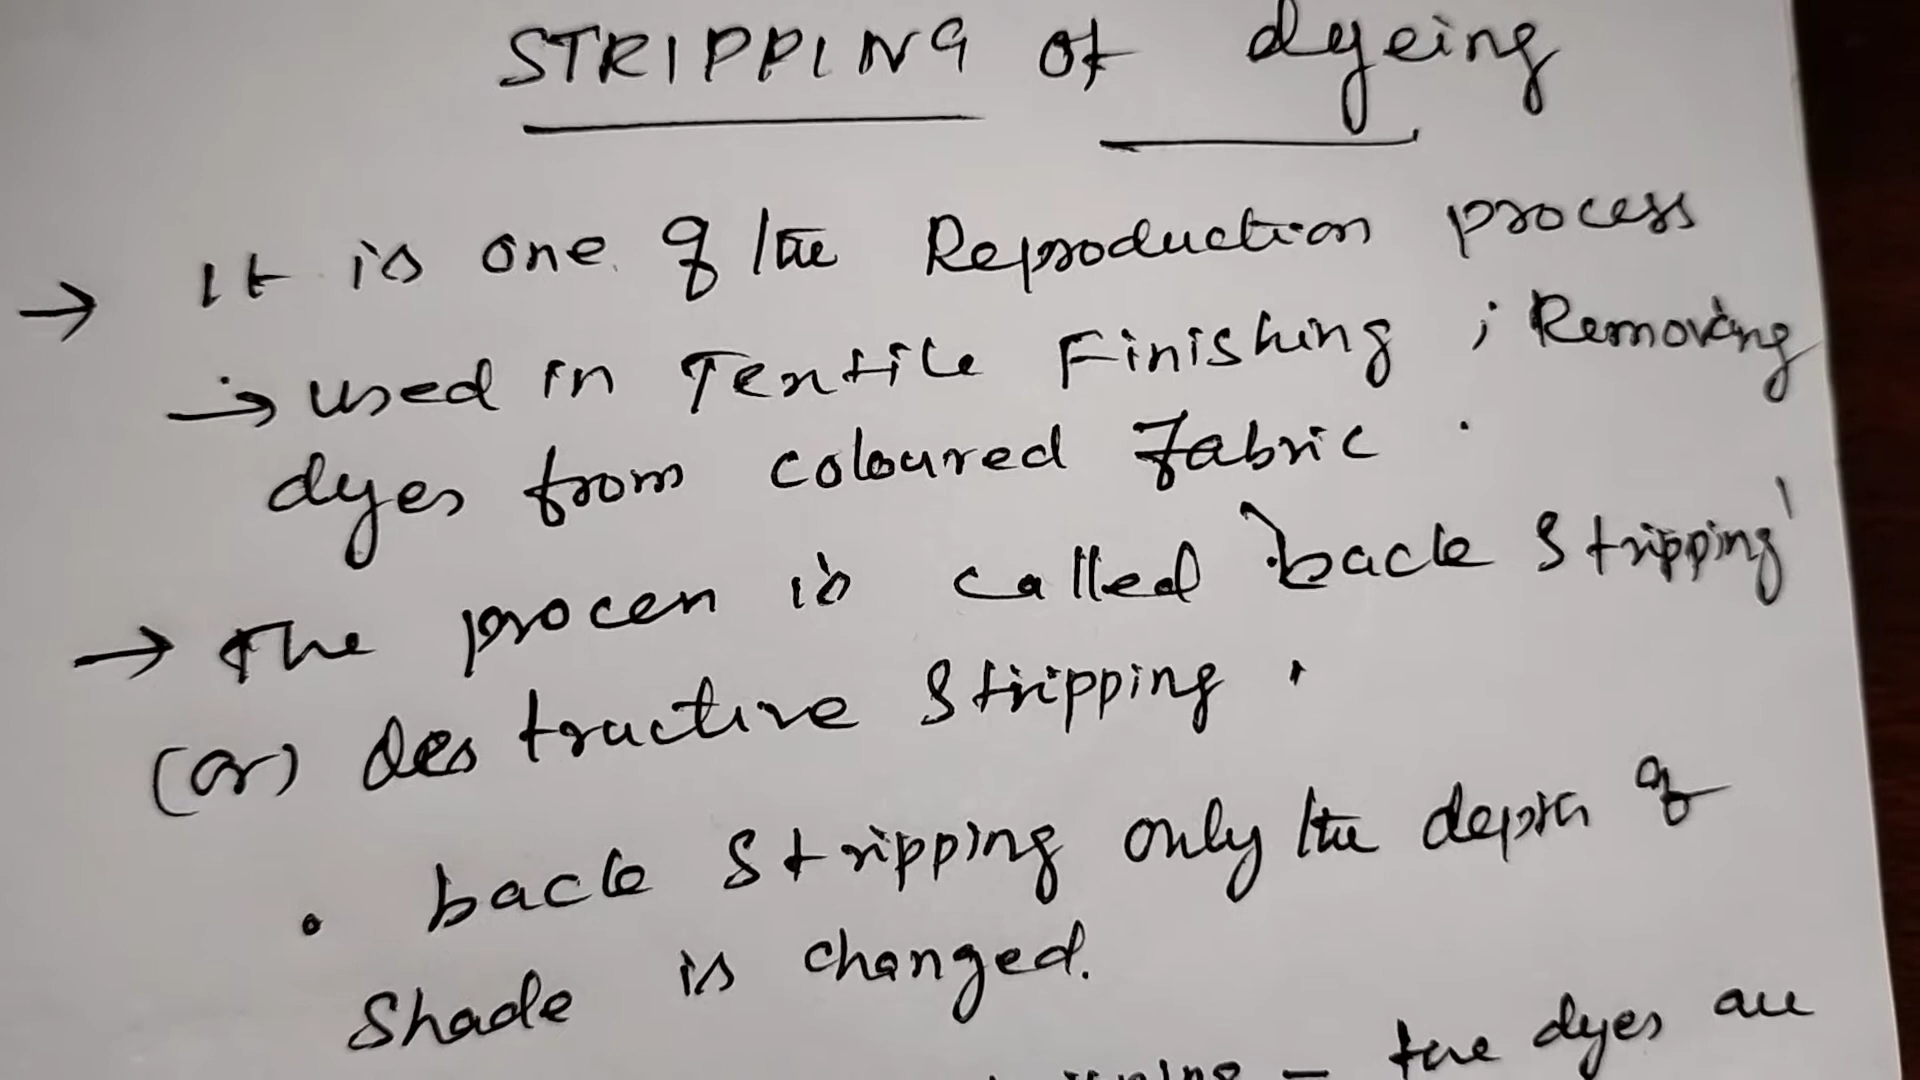 STRIPPING of dyeing
→ It is one of the Reproduction process
→ used in Textile Finishing ; Removing
dyes from coloured fabric .
→ The process is called 'back stripping'
(or) destructive stripping .
• back stripping only the depth of
shade is changed.
– the dyes are